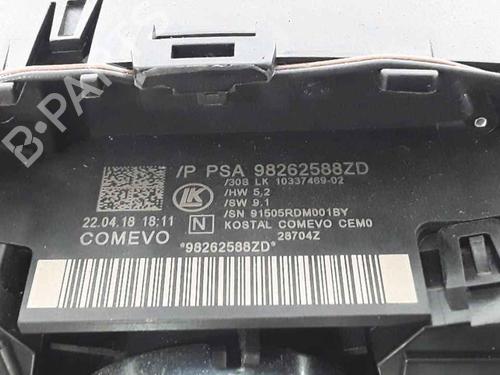 /P PSA 98262588ZD
/30S LK 10337469-02
/HW 5,2
/SW 9.1
/SN 91505RDM001BY
KOSTAL COMEVO CEM0
28704Z
LK
N
22.04.18 18:11
COMEVO
*98262588ZD*
B-PARTS